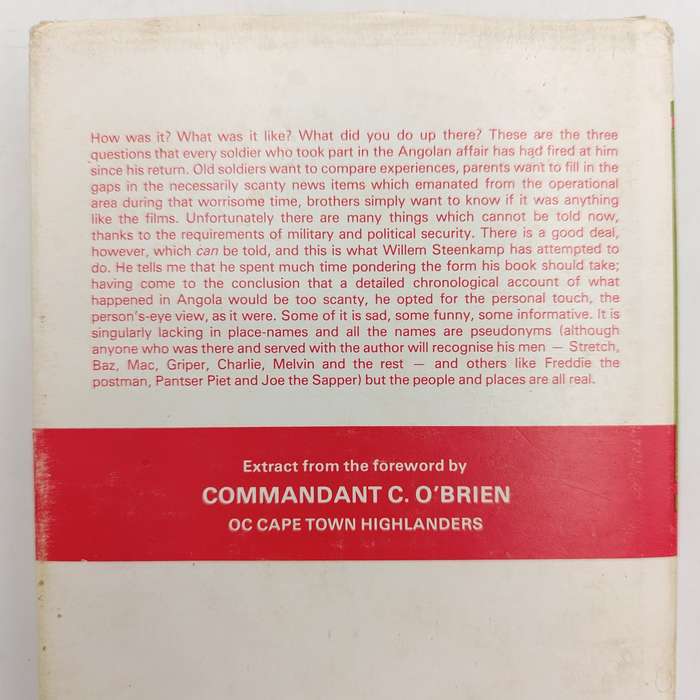 How was it? What was it like? What did you do up there? These are the three
questions that every soldier who took part in the Angolan affair has had fired at him
since his return. Old soldiers want to compare experiences, parents want to fill in the
gaps in the necessarily scanty news items which emanated from the operational
area during that worrisome time, brothers simply want to know if it was anything
like the films. Unfortunately there are many things which cannot be told now,
thanks to the requirements of military and political security. There is a good deal,
however, which can be told, and this is what Willem Steenkamp has attempted to
do. He tells me that he spent much time pondering the form his book should take;
having come to the conclusion that a detailed chronological account of what
happened in Angola would be too scanty, he opted for the personal touch, the
person's-eye view, as it were. Some of it is sad, some funny, some informative. It is
singularly lacking in place-names and all the names are pseudonyms (although
anyone who was there and served with the author will recognise his men — Stretch,
Baz, Mac, Griper, Charlie, Melvin and the rest — and others like Freddie the
postman, Pantser Piet and Joe the Sapper) but the people and places are all real.
Extract from the foreword by
COMMANDANT C. O'BRIEN
OC CAPE TOWN HIGHLANDERS